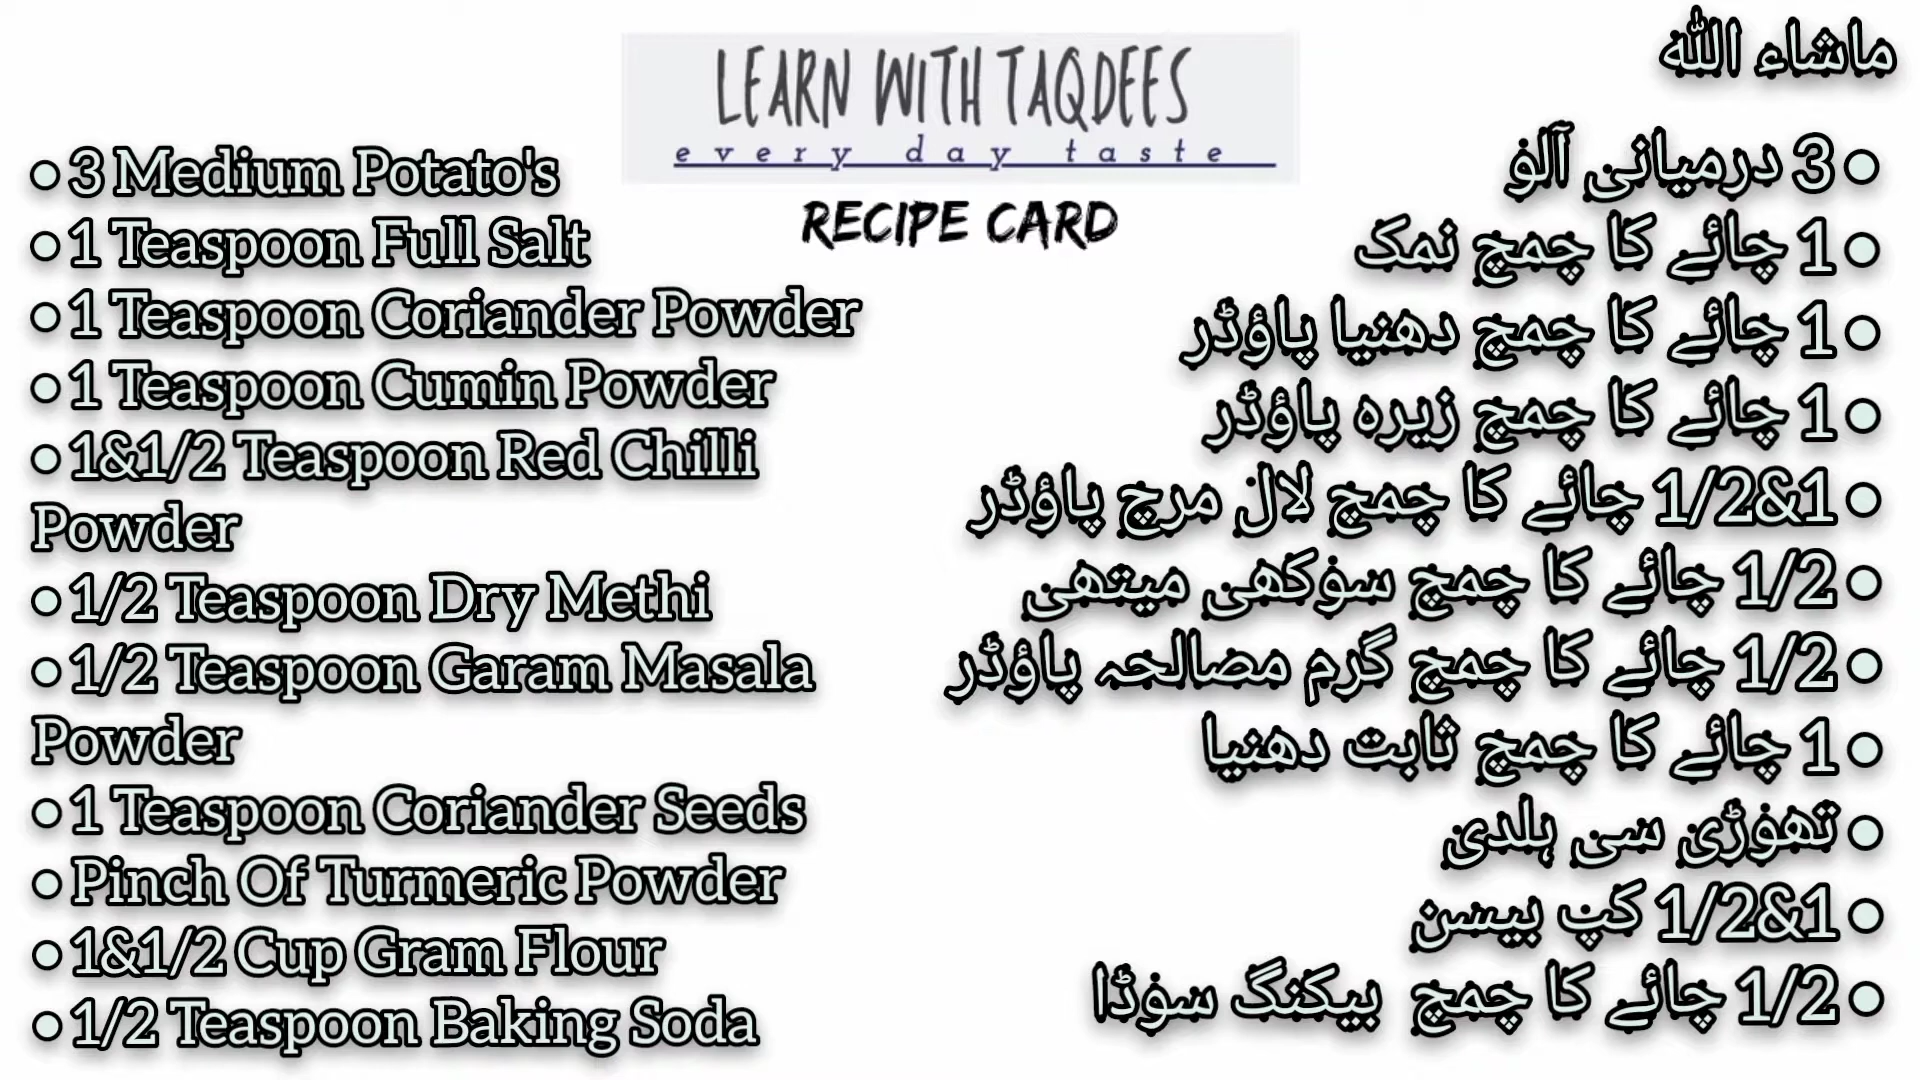 LEARN WITH TAQDEES
every day taste
RECIPE CARD
• 3 Medium Potato's
• 1 Teaspoon Full Salt
• 1 Teaspoon Coriander Powder
• 1 Teaspoon Cumin Powder
• 1&1/2 Teaspoon Red Chilli
Powder
• 1/2 Teaspoon Dry Methi
• 1/2 Teaspoon Garam Masala
Powder
• 1 Teaspoon Coriander Seeds
• Pinch Of Turmeric Powder
• 1&1/2 Cup Gram Flour
• 1/2 Teaspoon Baking Soda
ماشاء اللہ
• 3 درمیانی آلو
• 1 چائے کا چمچ نمک
• 1 چائے کا چمچ دھنیا پاؤڈر
• 1 چائے کا چمچ زیرہ پاؤڈر
• 1&1/2 چائے کا چمچ لال مرچ پاؤڈر
• 1/2 چائے کا چمچ سوکھی میتھی
• 1/2 چائے کا چمچ گرم مصالحہ پاؤڈر
• 1 چائے کا چمچ ثابت دھنیا
• تھوڑی سی ہلدی
• 1&1/2 کپ بیسن
• 1/2 چائے کا چمچ بیکنگ سوڈا